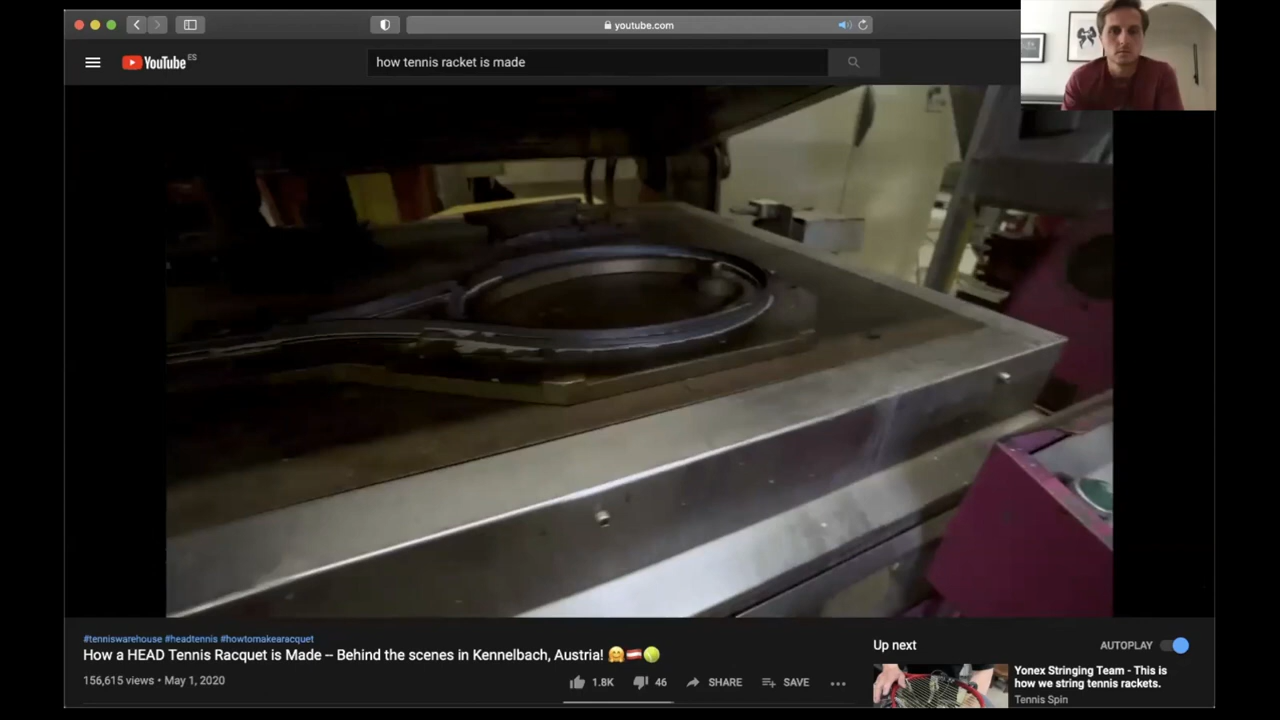 youtube.com
YouTube ES
how tennis racket is made
#tenniswarehouse #headtennis #howtomakearacquet
How a HEAD Tennis Racquet is Made -- Behind the scenes in Kennelbach, Austria! 🤗🇦🇹🎾
156,615 views • May 1, 2020
1.8K
46
SHARE
SAVE
Up next
AUTOPLAY
Yonex Stringing Team - This is
how we string tennis rackets.
Tennis Spin